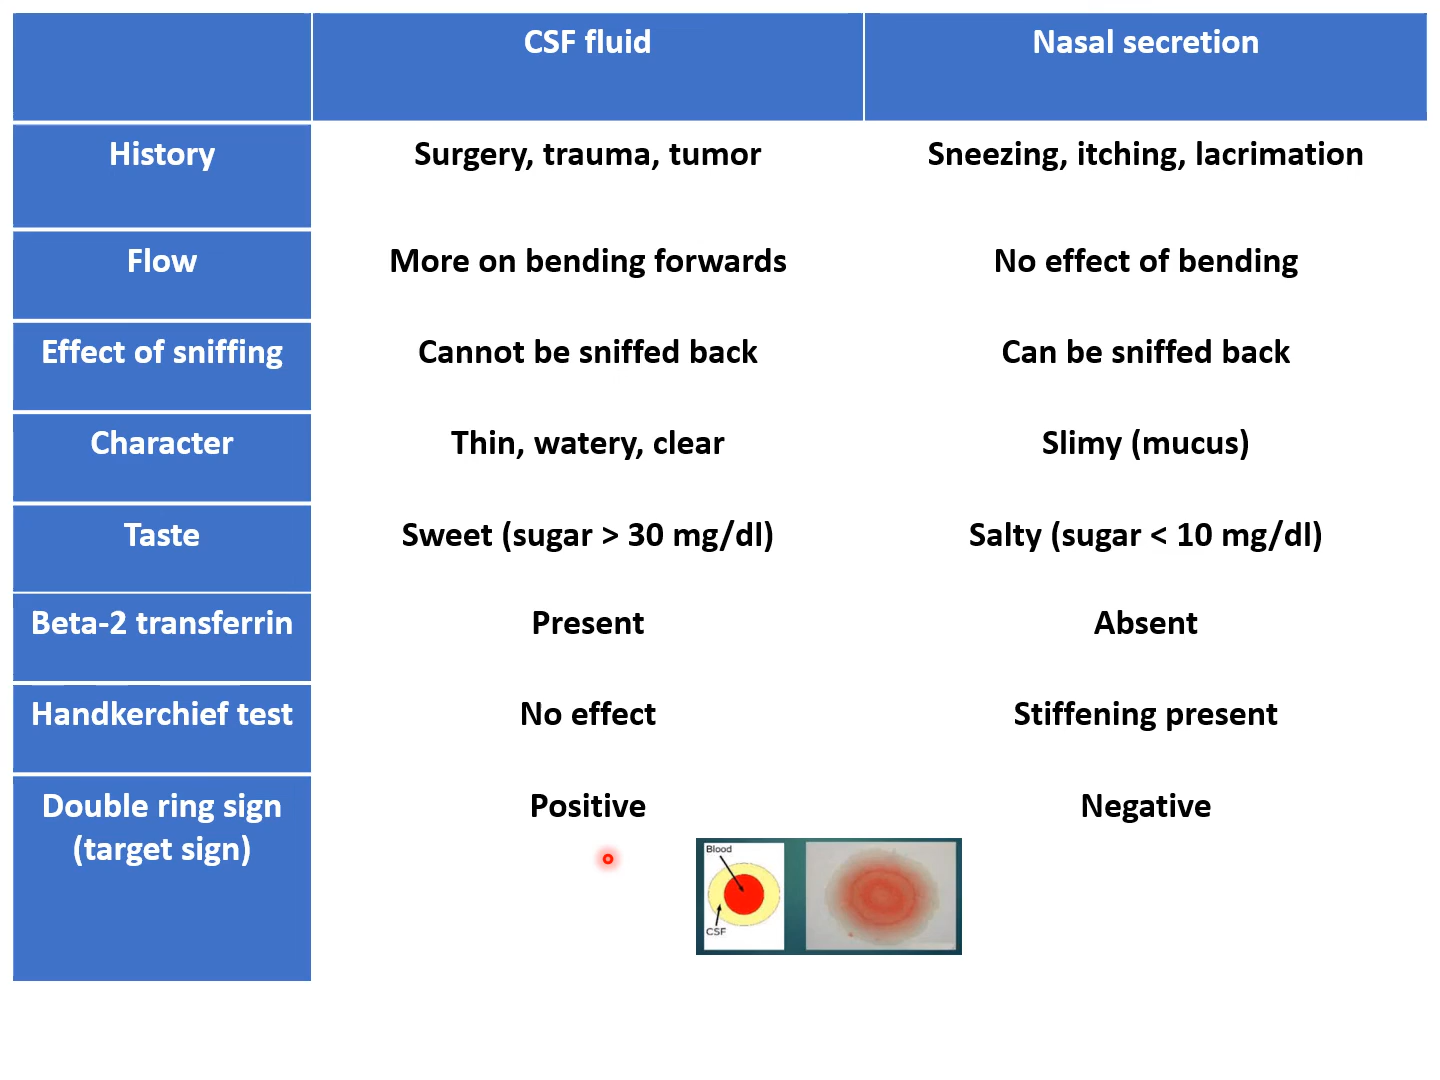 CSF fluid
Nasal secretion
History
Surgery, trauma, tumor
Sneezing, itching, lacrimation
Flow
More on bending forwards
No effect of bending
Effect of sniffing
Cannot be sniffed back
Can be sniffed back
Character
Thin, watery, clear
Slimy (mucus)
Taste
Sweet (sugar > 30 mg/dl)
Salty (sugar < 10 mg/dl)
Beta-2 transferrin
Present
Absent
Handkerchief test
No effect
Stiffening present
Double ring sign
(target sign)
Positive
Negative
Blood
CSF